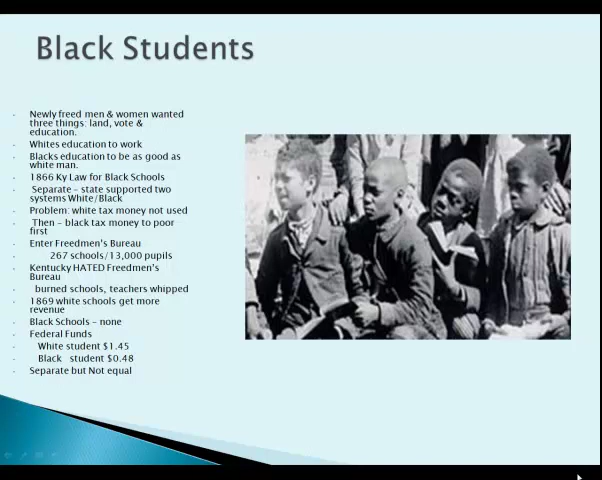 Black Students
Newly freed men & women wanted
three things: land, vote &
education.
Whites education to work
Blacks education to be as good as
white man.
1866 Ky Law for Black Schools
Separate – state supported two
systems White/Black
Problem: white tax money not used
Then – black tax money to poor
first
Enter Freedmen's Bureau
267 schools/13,000 pupils
Kentucky HATED Freedmen's
Bureau
burned schools, teachers whipped
1869 white schools get more
revenue
Black Schools – none
Federal Funds
White student $1.45
Black student $0.48
Separate but Not equal